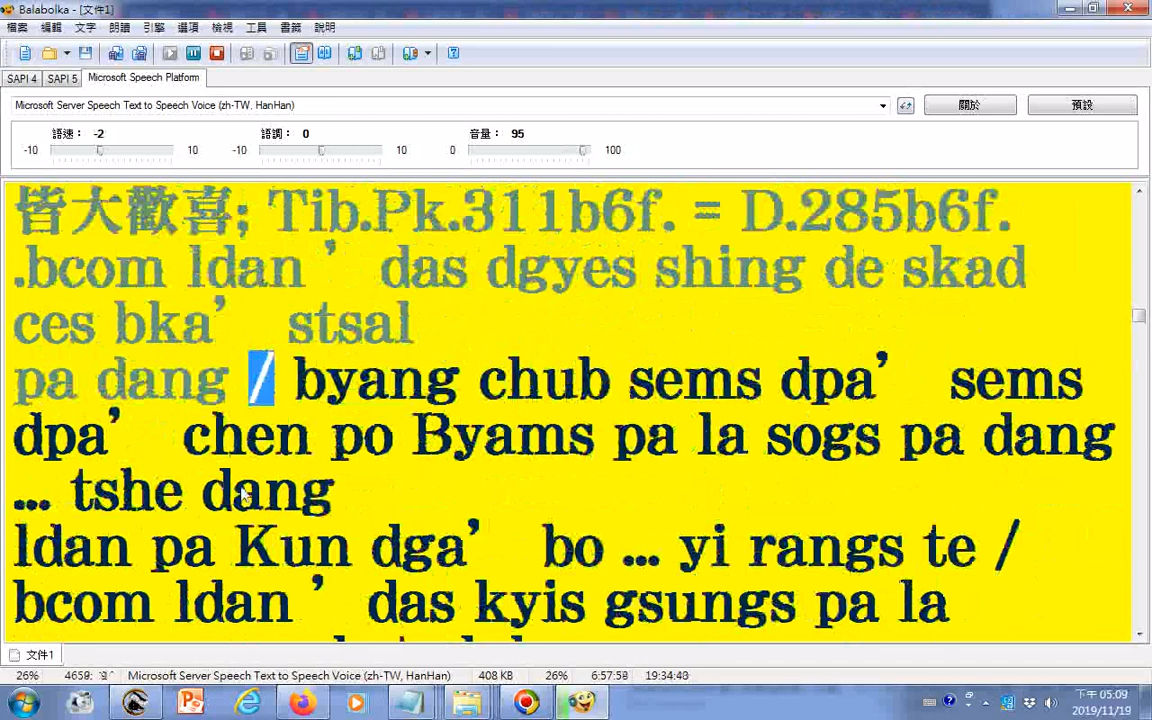 Balabolka - [文件1]
檔案 編輯 文字 朗讀 引擎 選項 檢視 工具 書籤 說明
SAPI 4 SAPI 5 Microsoft Speech Platform
Microsoft Server Speech Text to Speech Voice (zh-TW, HanHan) 關於 預設
語速： -2 語調： 0 音量： 95
-10 10 -10 10 0 100
皆大歡喜; Tib.Pk.311b6f. = D.285b6f.
.bcom ldan ’das dgyes shing de skad
ces bka’ stsal
pa dang / byang chub sems dpa’ sems
dpa’ chen po Byams pa la sogs pa dang
... tshe dang
ldan pa Kun dga’ bo ... yi rangs te /
bcom ldan ’das kyis gsungs pa la
文件1
26% Microsoft Server Speech Text to Speech Voice (zh-TW, HanHan) 408 KB 26% 6:57:58 19:34:48
下午 05:09
2019/11/19